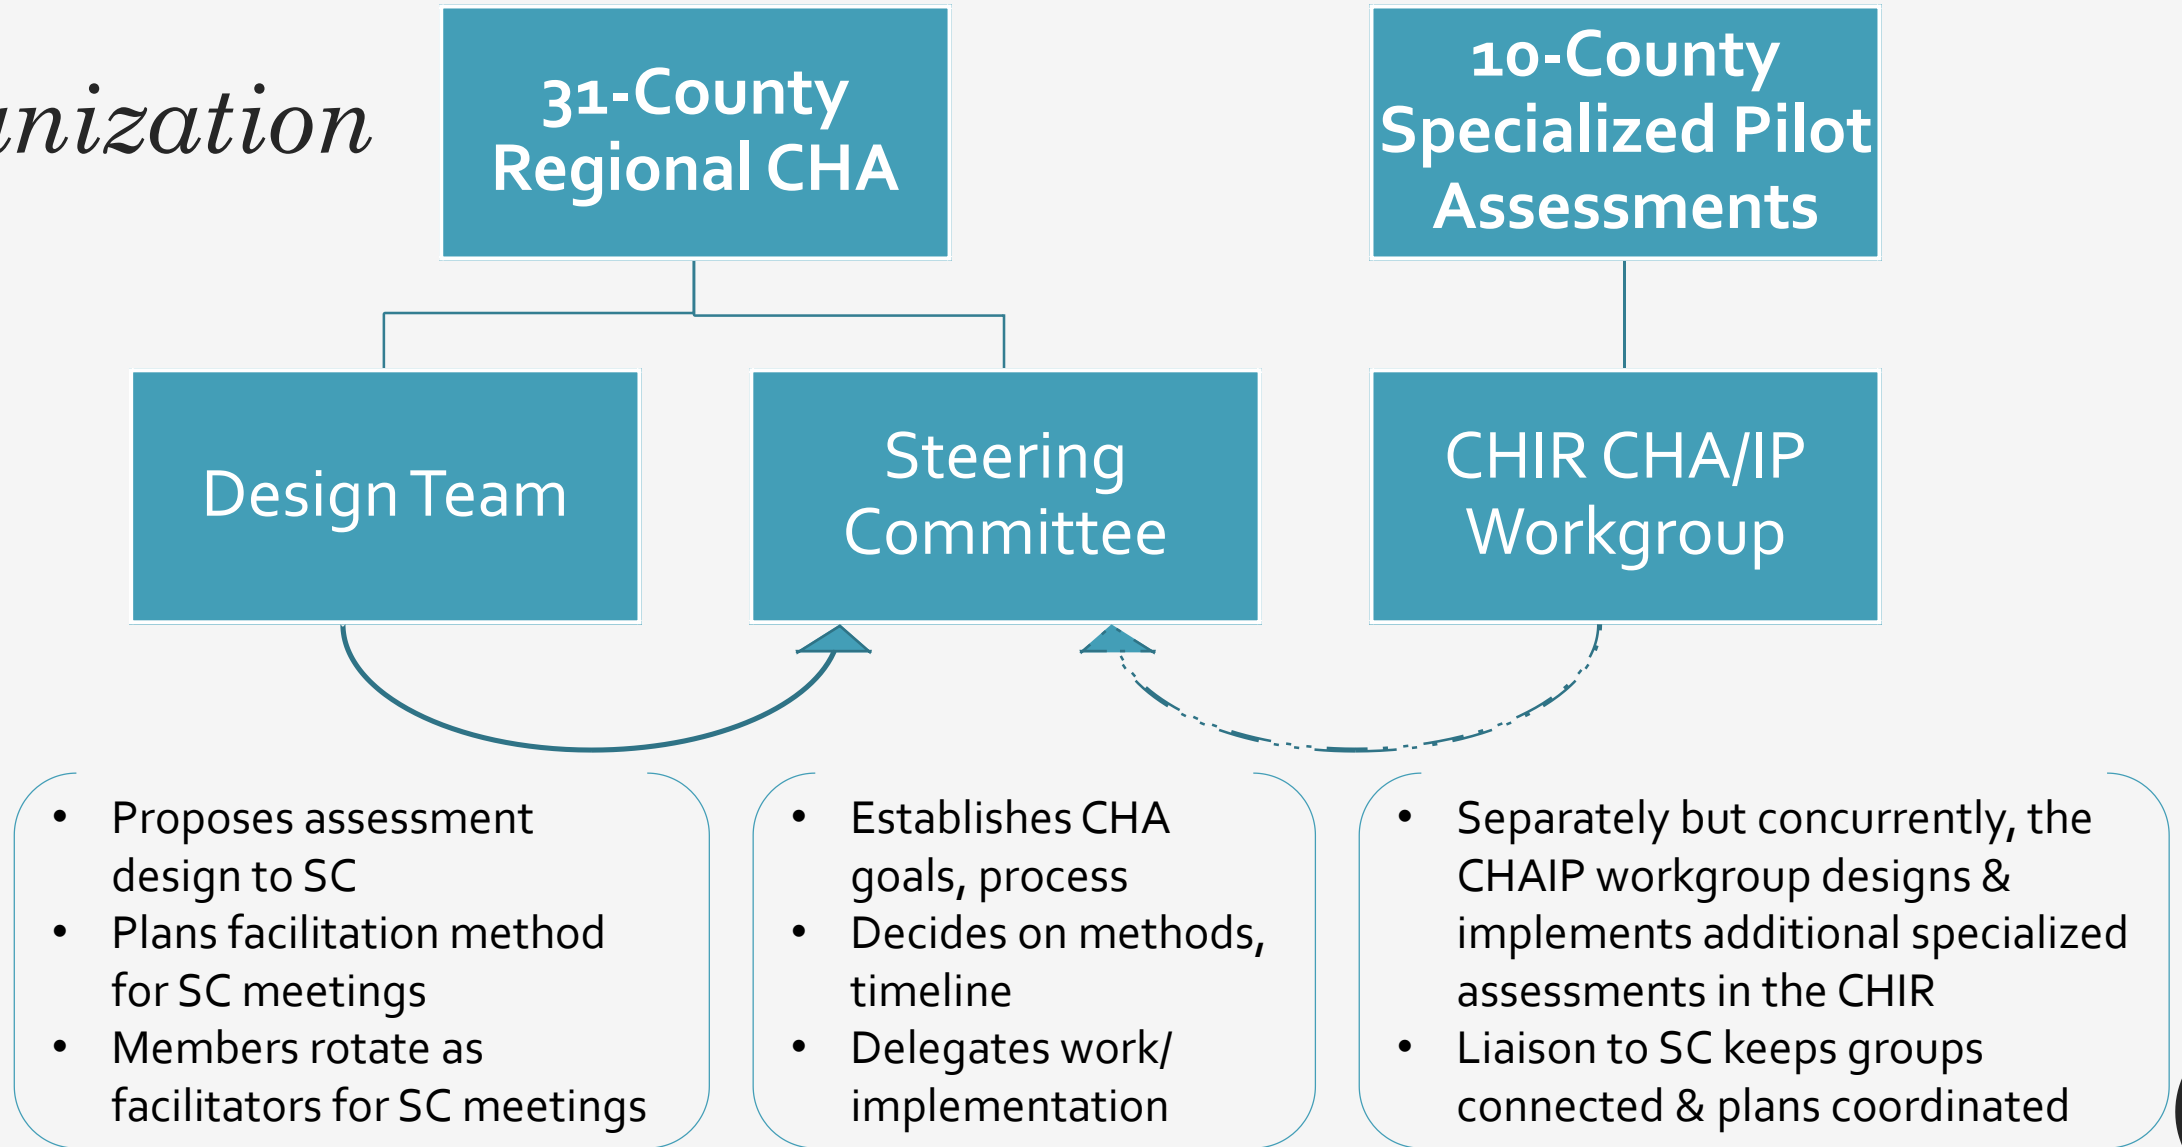 31-County
Regional CHA
10-County
Specialized Pilot
Assessments
Design Team
Steering
Committee
CHIR CHA/IP
Workgroup
• Proposes assessment
design to SC
• Plans facilitation method
for SC meetings
• Members rotate as
facilitators for SC meetings
• Establishes CHA
goals, process
• Decides on methods,
timeline
• Delegates work/
implementation
• Separately but concurrently, the
CHAIP workgroup designs &
implements additional specialized
assessments in the CHIR
• Liaison to SC keeps groups
connected & plans coordinated